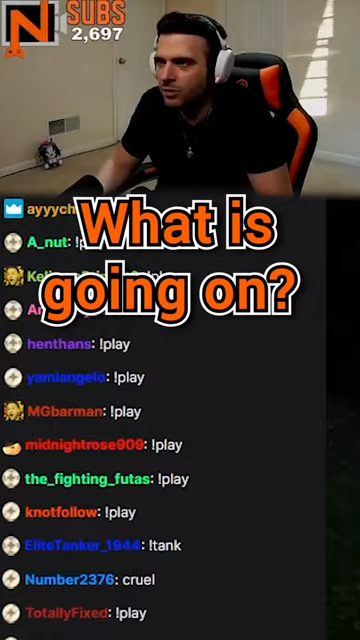 N SUBS
2,697
ayyych
A_nut: !p
What is
going on?
henthans: !play
yamiangelo: !play
MGbarman: !play
midnightrose909: !play
the_fighting_futas: !play
knotfollow: !play
EliteTanker_1944: !tank
Number2376: cruel
TotallyFixed: !play